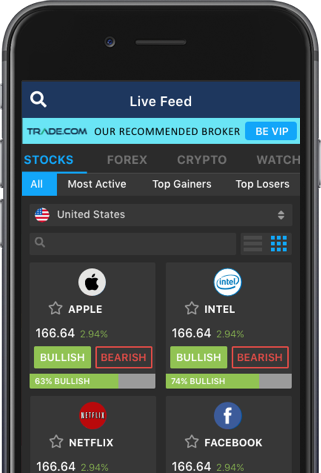 Live Feed
TRADE.COM OUR RECOMMENDED BROKER BE VIP
STOCKS FOREX CRYPTO WATCH
All Most Active Top Gainers Top Losers
United States
intel
APPLE INTEL
166.64 2.94% 166.64 2.94%
BULLISH BEARISH BULLISH BEARISH
63% BULLISH 74% BULLISH
NETFLIX f
NETFLIX FACEBOOK
166.64 2.94% 166.64 2.94%